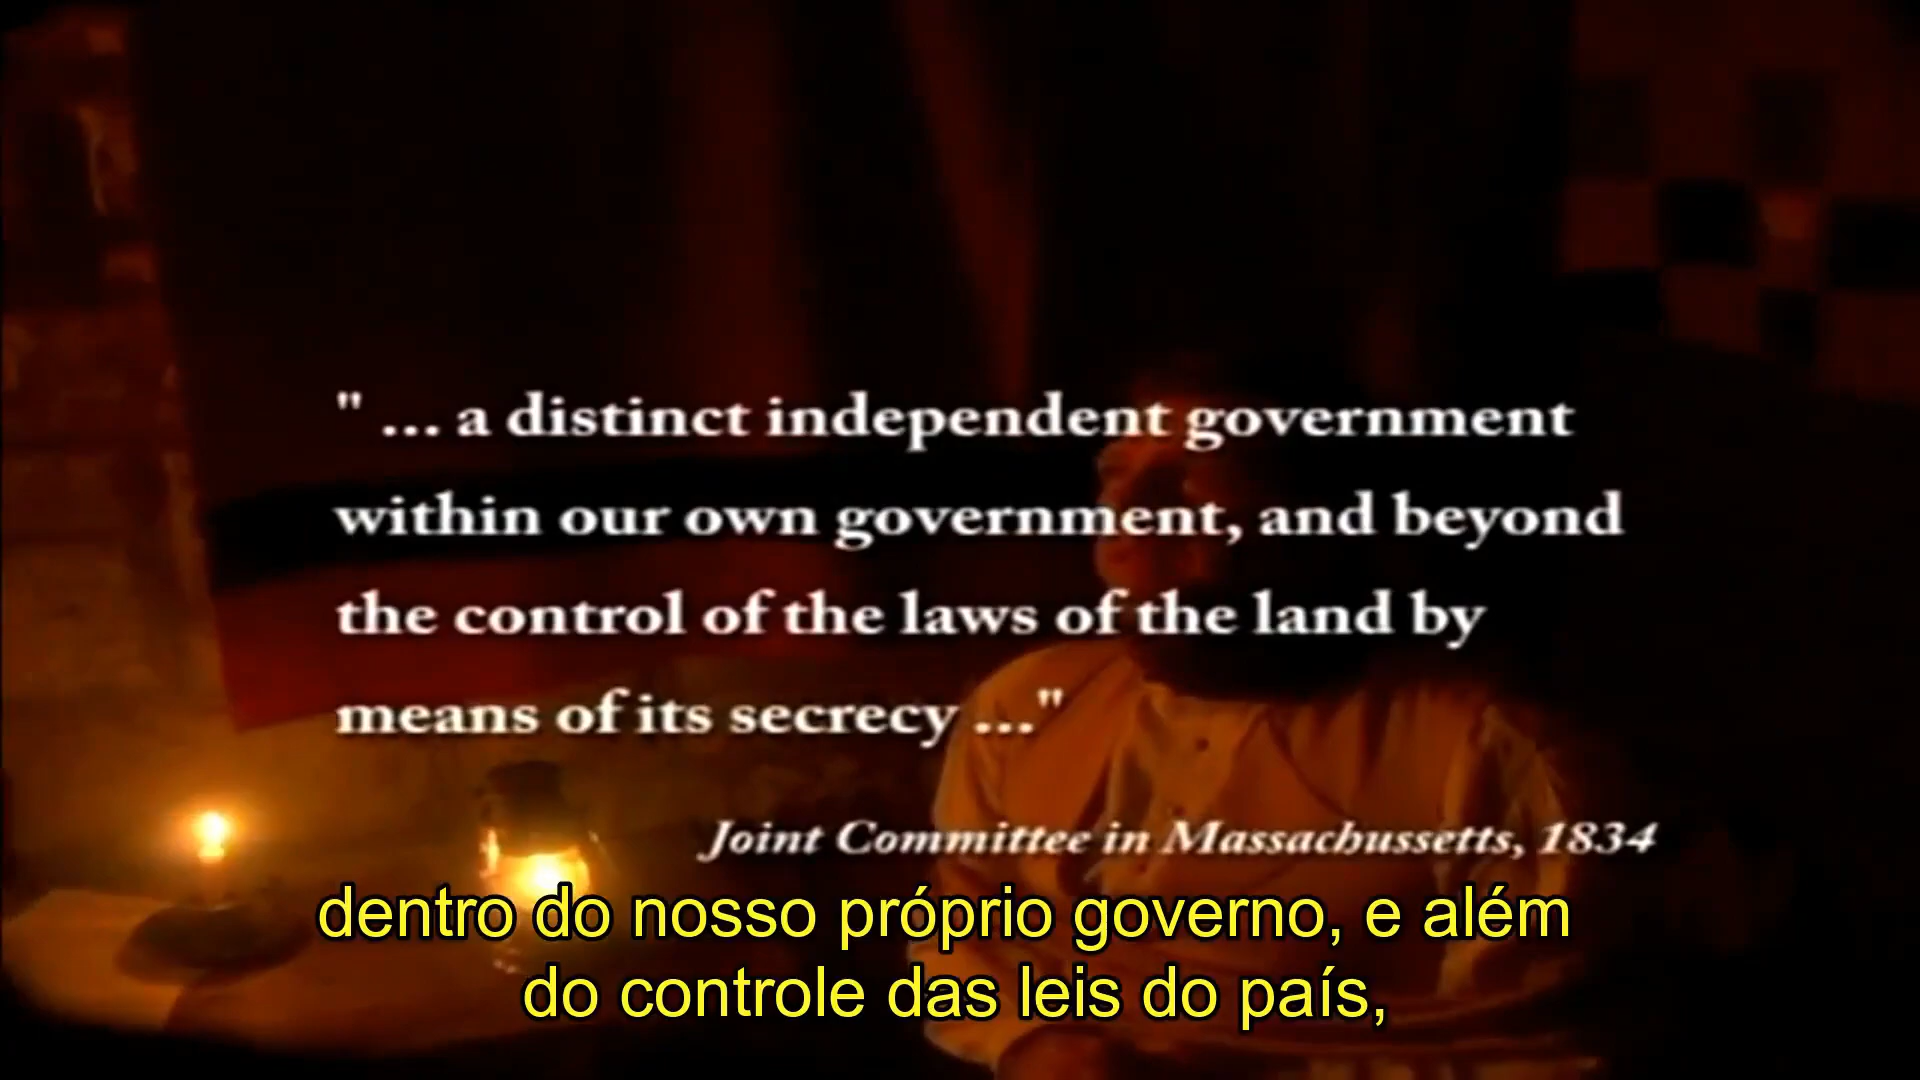 " ... a distinct independent government
within our own government, and beyond
the control of the laws of the land by
means of its secrecy ..."
Joint Committee in Massachussetts, 1834
dentro do nosso próprio governo, e além
do controle das leis do país,